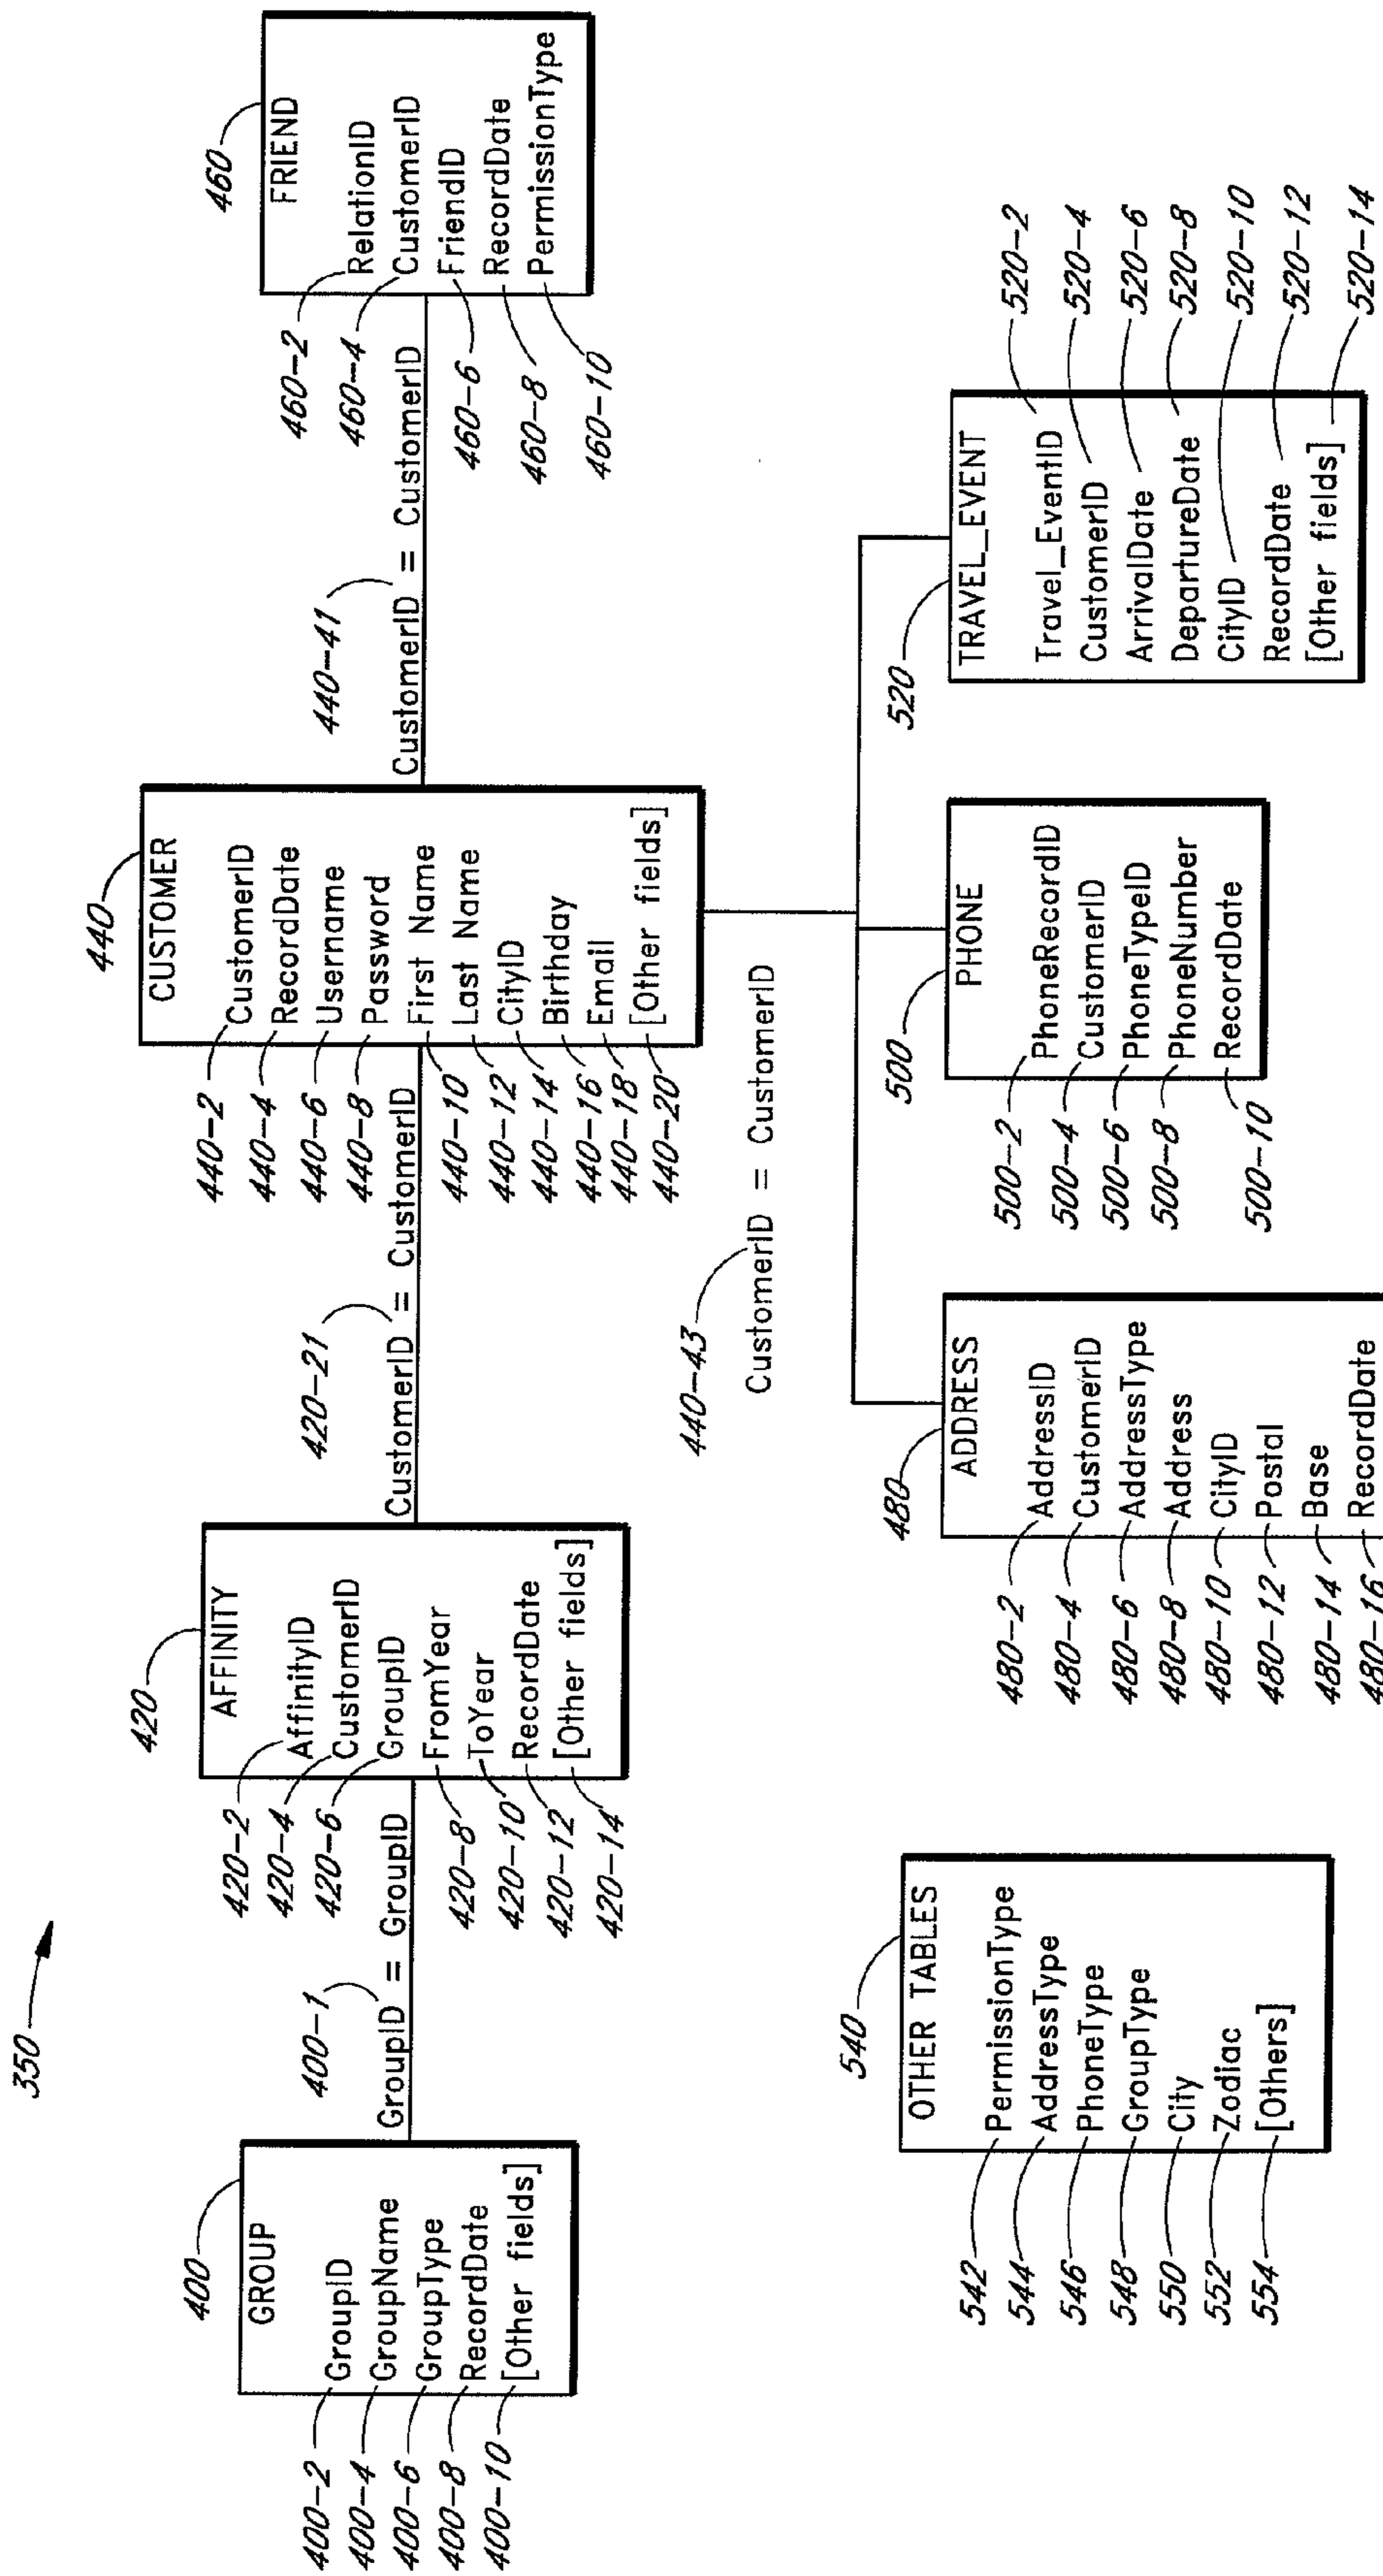 350
400
GROUP
400-2 GroupID
400-4 GroupName
400-6 GroupType
400-8 RecordDate
400-10 [Other fields]
400-1
GroupID = GroupID
420
AFFINITY
420-2 AffinityID
420-4 CustomerID
420-6 GroupID
420-8 FromYear
420-10 ToYear
420-12 RecordDate
420-14 [Other fields]
420-21
CustomerID = CustomerID
440
CUSTOMER
440-2 CustomerID
440-4 RecordDate
440-6 Username
440-8 Password
440-10 First Name
440-12 Last Name
440-14 CityID
440-16 Birthday
440-18 Email
440-20 [Other fields]
440-41
CustomerID = CustomerID
460
FRIEND
460-2 RelationID
460-4 CustomerID
460-6 FriendID
460-8 RecordDate
460-10 PermissionType
440-43
CustomerID = CustomerID
540
OTHER TABLES
542 PermissionType
544 AddressType
546 PhoneType
548 GroupType
550 City
552 Zodiac
554 [Others]
480
ADDRESS
480-2 AddressID
480-4 CustomerID
480-6 AddressType
480-8 Address
480-10 CityID
480-12 Postal
480-14 Base
480-16 RecordDate
500
PHONE
500-2 PhoneRecordID
500-4 CustomerID
500-6 PhoneTypeID
500-8 PhoneNumber
500-10 RecordDate
520
TRAVEL_EVENT
Travel_EventID 520-2
CustomerID 520-4
ArrivalDate 520-6
DepartureDate 520-8
CityID 520-10
RecordDate 520-12
[Other fields] 520-14